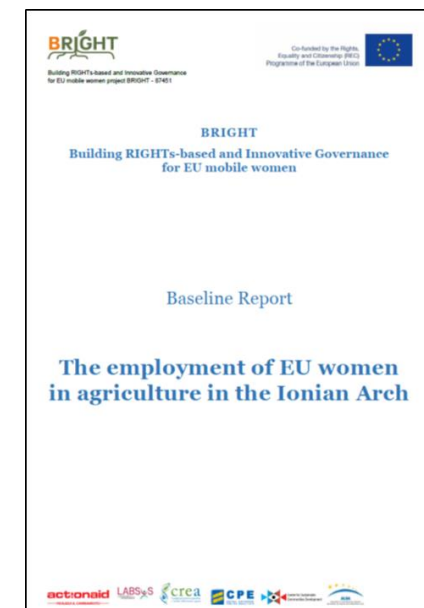 BRIGHT
Building RIGHTs-based and Innovative Governance
for EU mobile women project BRIGHT - 57451
Co-funded by the Rights,
Equality and Citizenship (REC)
Programme of the European Union
BRIGHT
Building RIGHTs-based and Innovative Governance
for EU mobile women
Baseline Report
The employment of EU women
in agriculture in the Ionian Arch
actionaid
LABSUS
crea
CPE